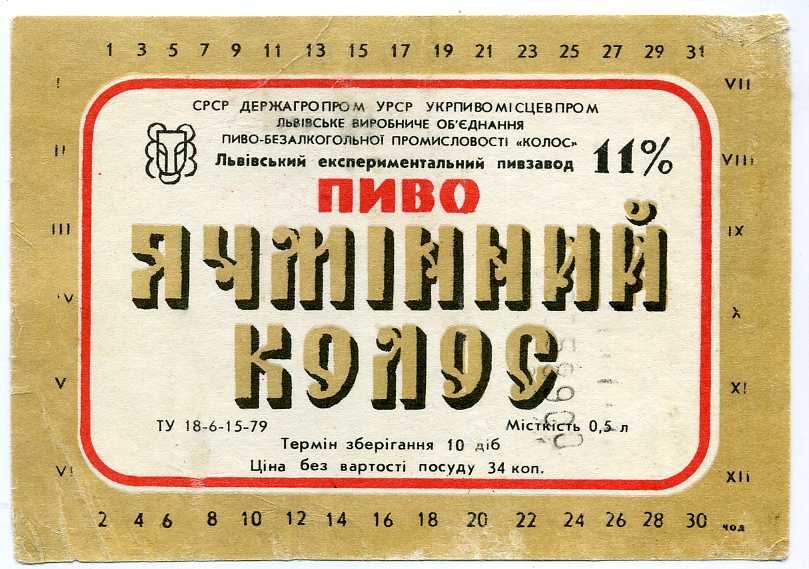 1 3 5 7 9 11 13 15 17 19 21 23 25 27 29 31
I VII
СРСР ДЕРЖАГРОПРОМ УРСР УКРПИВОМІСЦЕВПРОМ
ЛЬВІВСЬКЕ ВИРОБНИЧЕ ОБ'ЄДНАННЯ
ПИВО-БЕЗАЛКОГОЛЬНОЇ ПРОМИСЛОВОСТІ «КОЛОС»
Львівський експериментальний пивзавод 11%
II VIII
ПИВО
III IX
ЯЧМІННИЙ
IV X
КОЛОС
V XI
ТУ 18-6-15-79 Місткість 0,5 л
Термін зберігання 10 діб
Ціна без вартості посуду 34 коп.
VI XII
2 4 6 8 10 12 14 16 18 20 22 24 26 28 30